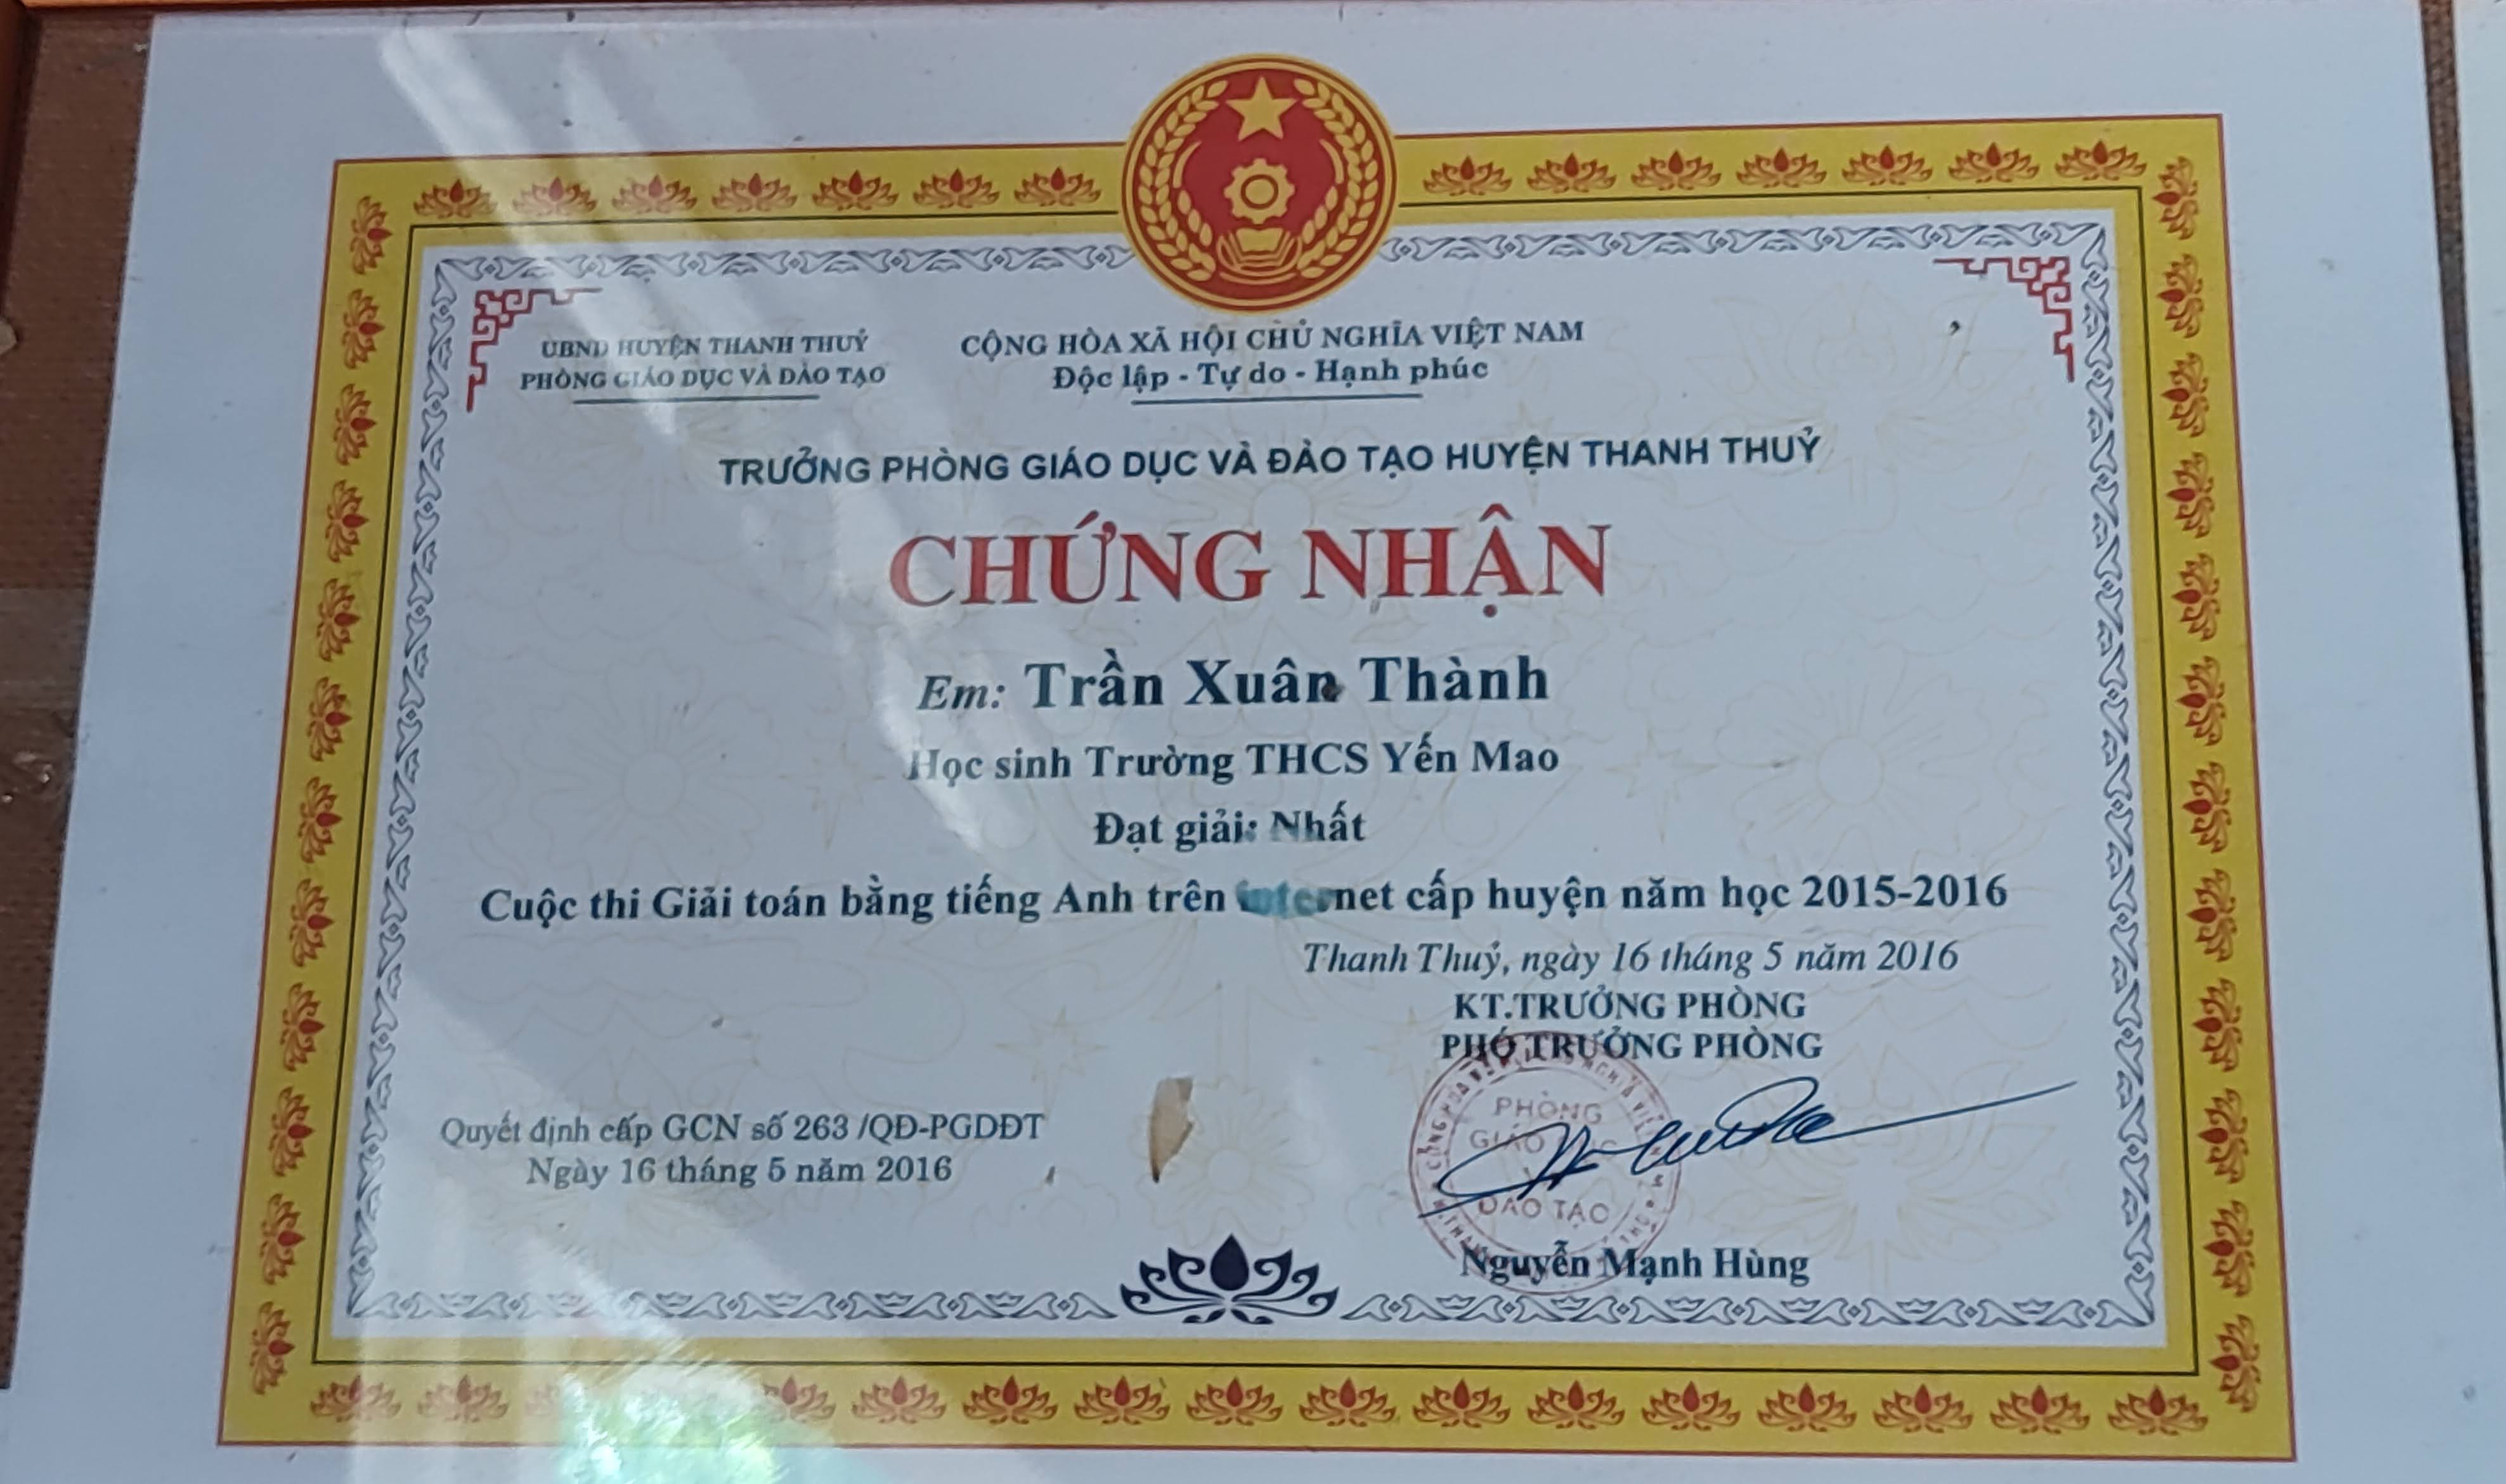 UBND HUYỆN THANH THUỶ
PHÒNG GIÁO DỤC VÀ ĐÀO TẠO
CỘNG HÒA XÃ HỘI CHỦ NGHĨA VIỆT NAM
Độc lập - Tự do - Hạnh phúc
TRƯỞNG PHÒNG GIÁO DỤC VÀ ĐÀO TẠO HUYỆN THANH THUỶ
CHỨNG NHẬN
Em: Trần Xuân Thành
Học sinh Trường THCS Yến Mao
Đạt giải: Nhất
Cuộc thi Giải toán bằng tiếng Anh trên internet cấp huyện năm học 2015-2016
Thanh Thuỷ, ngày 16 tháng 5 năm 2016
KT.TRƯỞNG PHÒNG
PHÓ TRƯỞNG PHÒNG
PHÒNG
GIÁO
ĐÀO TẠO
Nguyễn Mạnh Hùng
Quyết định cấp GCN số 263 /QĐ-PGDĐT
Ngày 16 tháng 5 năm 2016